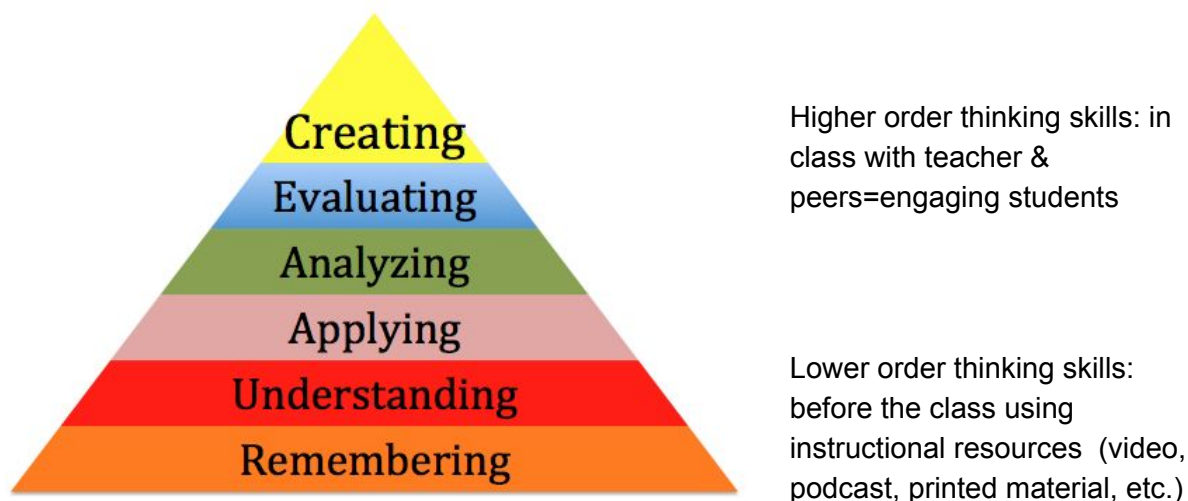 Creating
Evaluating
Analyzing
Applying
Understanding
Remembering
Higher order thinking skills: in
class with teacher &
peers=engaging students
Lower order thinking skills:
before the class using
instructional resources (video,
podcast, printed material, etc.)